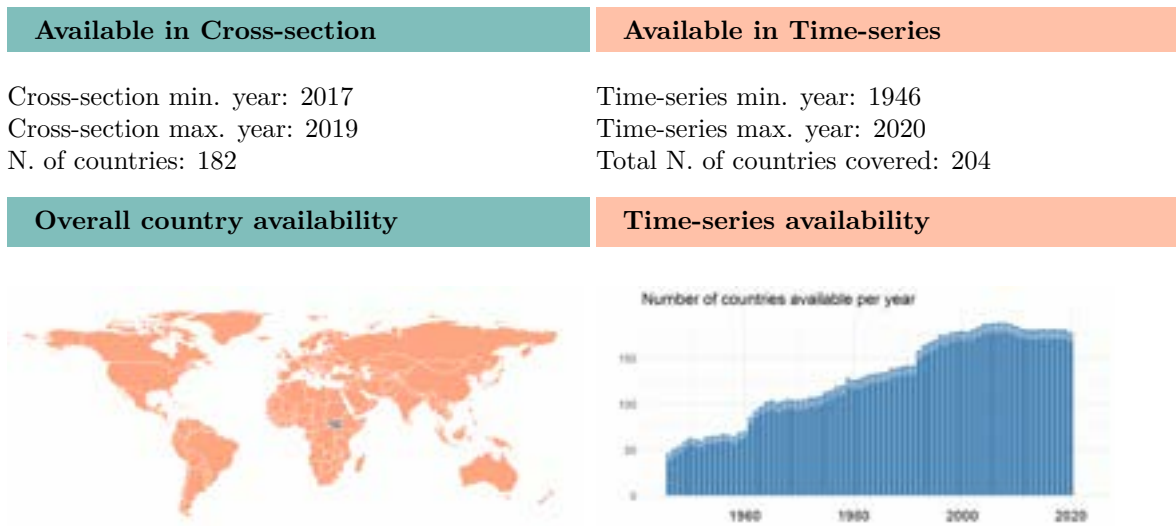 Available in Cross-section
Cross-section min. year: 2017
Cross-section max. year: 2019
N. of countries: 182
Available in Time-series
Time-series min. year: 1946
Time-series max. year: 2020
Total N. of countries covered: 204
Overall country availability
Time-series availability
Number of countries available per year
150
100
50
0
1960
1980
2000
2020